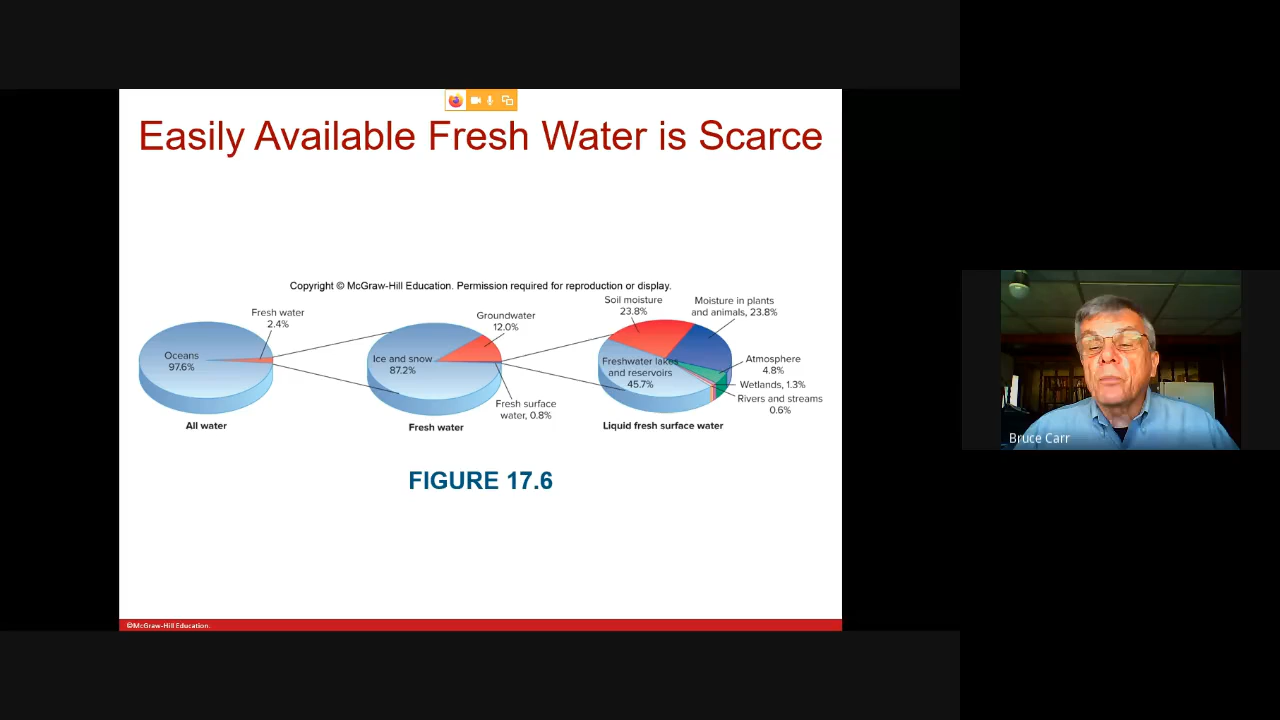 Easily Available Fresh Water is Scarce
Copyright © McGraw-Hill Education. Permission required for reproduction or display.
Fresh water
2.4%
Oceans
97.6%
All water
Groundwater
12.0%
Ice and snow
87.2%
Fresh surface
water, 0.8%
Fresh water
Soil moisture
23.8%
Moisture in plants
and animals, 23.8%
Freshwater lakes
and reservoirs
45.7%
Atmosphere
4.8%
Wetlands, 1.3%
Rivers and streams
0.6%
Liquid fresh surface water
FIGURE 17.6
©McGraw-Hill Education.
Bruce Carr